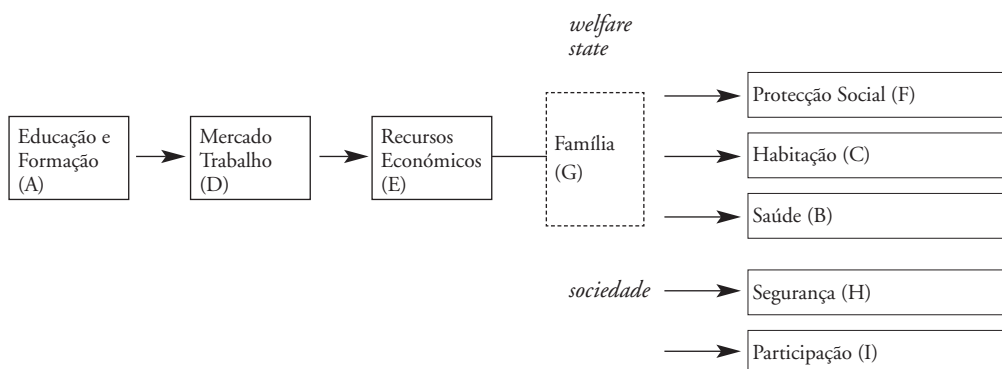 welfare
state
Educação e
Formação
(A)
Mercado
Trabalho
(D)
Recursos
Económicos
(E)
Família
(G)
Protecção Social (F)
Habitação (C)
Saúde (B)
sociedade
Segurança (H)
Participação (I)